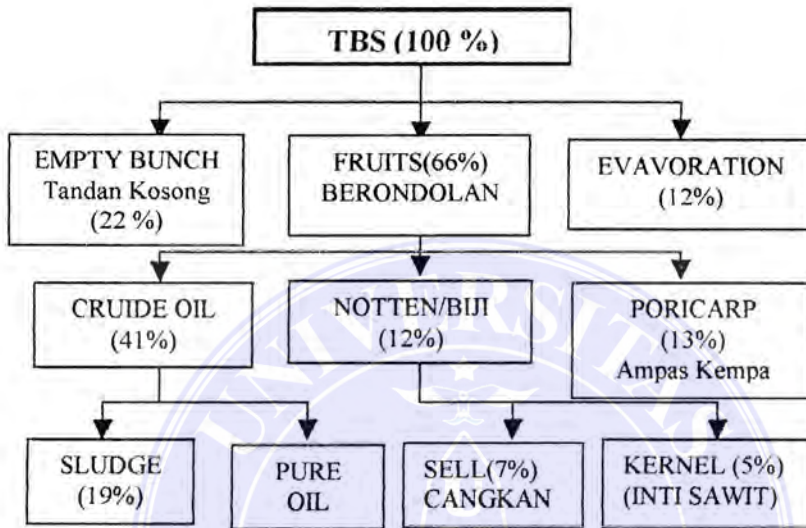 TBS (100 %)
EMPTY BUNCH
Tandan Kosong
(22 %)
FRUITS(66%)
BERONDOLAN
EVAVORATION
(12%)
CRUIDE OIL
(41%)
NOTTEN/BIJI
(12%)
PORICARP
(13%)
Ampas Kempa
SLUDGE
(19%)
PURE
OIL
SELL(7%)
CANGKAN
KERNEL (5%)
(INTI SAWIT)
UNIVERSITAS